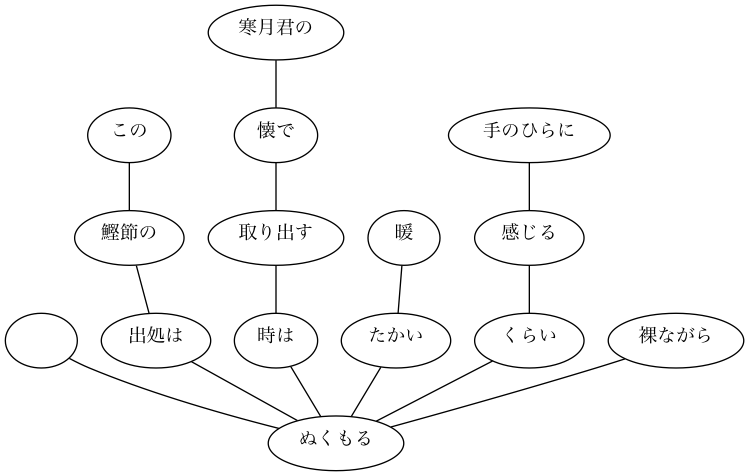 寒月君の
この
懐で
手のひらに
鰹節の
取り出す
暖
感じる
出処は
時は
たかい
くらい
裸ながら
ぬくもる